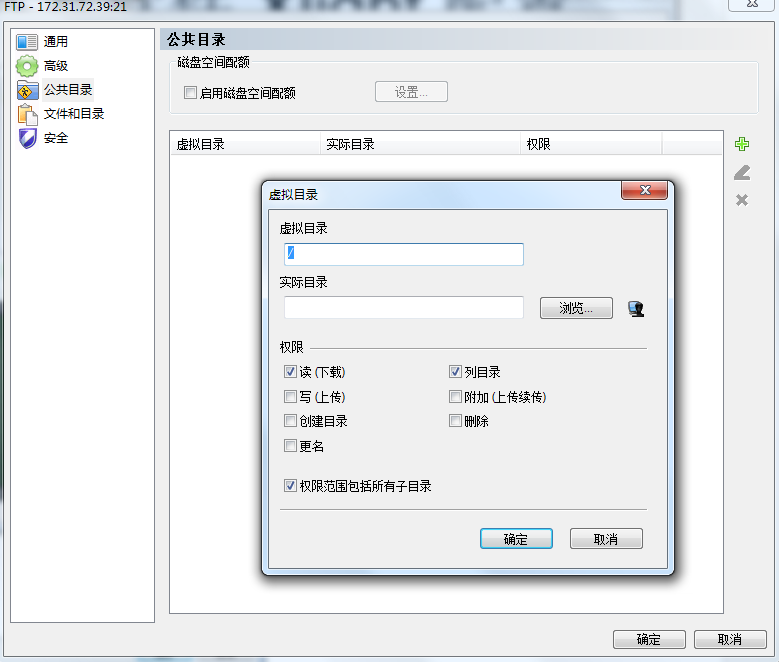 FTP - 172.31.72.39:21
通用
高级
公共目录
文件和目录
安全
公共目录
磁盘空间配额
启用磁盘空间配额
设置...
虚拟目录 实际目录 权限
虚拟目录
虚拟目录
/
实际目录
浏览...
权限
读 (下载) 列目录
写 (上传) 附加 (上传续传)
创建目录 删除
更名
权限范围包括所有子目录
确定 取消
确定 取消